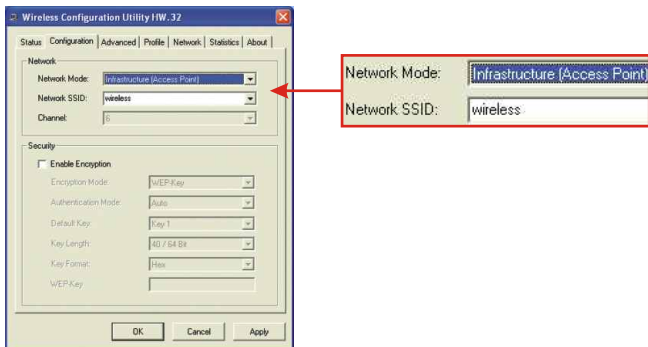 Wireless Configuration Utility HW.32
Status Configuration Advanced Profile Network Statistics About
Network
Network Mode: Infrastructure (Access Point)
Network SSID: wireless
Channel: 6
Security
Enable Encryption
Encryption Mode: WEP-Key
Authentication Mode: Auto
Default Key: Key 1
Key Length: 40 / 64 Bit
Key Format: Hex
WEP-Key
OK Cancel Apply
Network Mode: Infrastructure (Access Point)
Network SSID: wireless